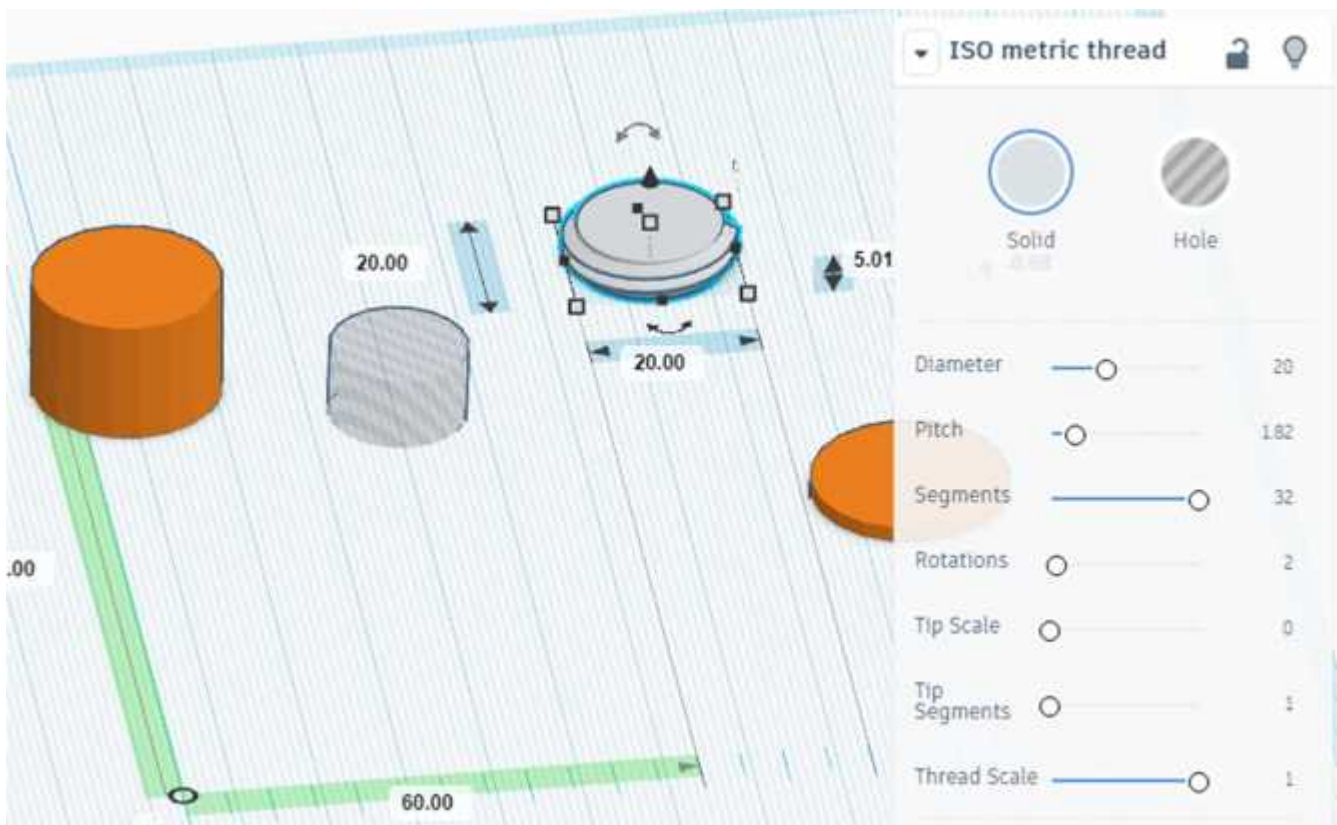 ISO metric thread
Solid
Hole
20.00
5.01
20.00
Diameter 20
Pitch 1.82
Segments 32
Rotations 2
Tip Scale 0
Tip
Segments 1
Thread Scale 1
.00
60.00